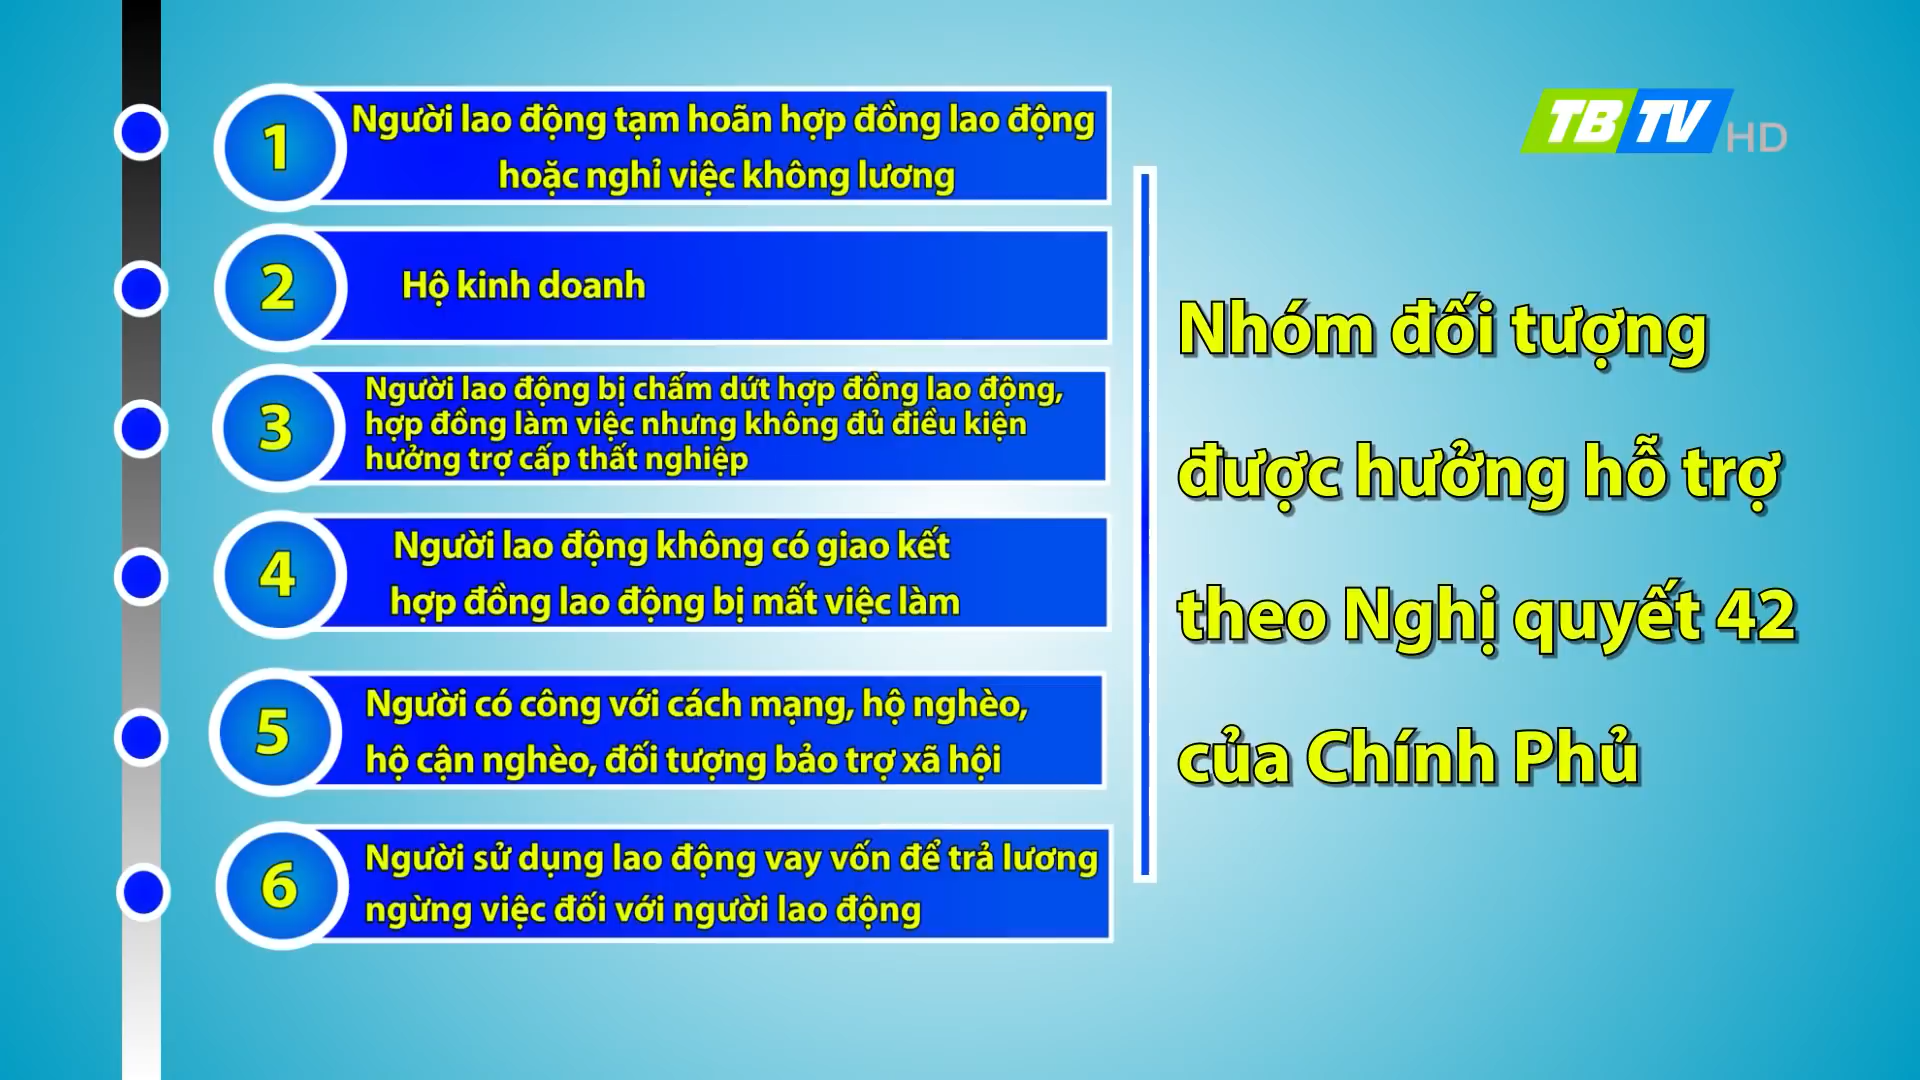 1
Người lao động tạm hoãn hợp đồng lao động
hoặc nghỉ việc không lương
2
Hộ kinh doanh
3
Người lao động bị chấm dứt hợp đồng lao động,
hợp đồng làm việc nhưng không đủ điều kiện
hưởng trợ cấp thất nghiệp
4
Người lao động không có giao kết
hợp đồng lao động bị mất việc làm
5
Người có công với cách mạng, hộ nghèo,
hộ cận nghèo, đối tượng bảo trợ xã hội
6
Người sử dụng lao động vay vốn để trả lương
ngừng việc đối với người lao động
TBTV HD
Nhóm đối tượng
được hưởng hỗ trợ
theo Nghị quyết 42
của Chính Phủ